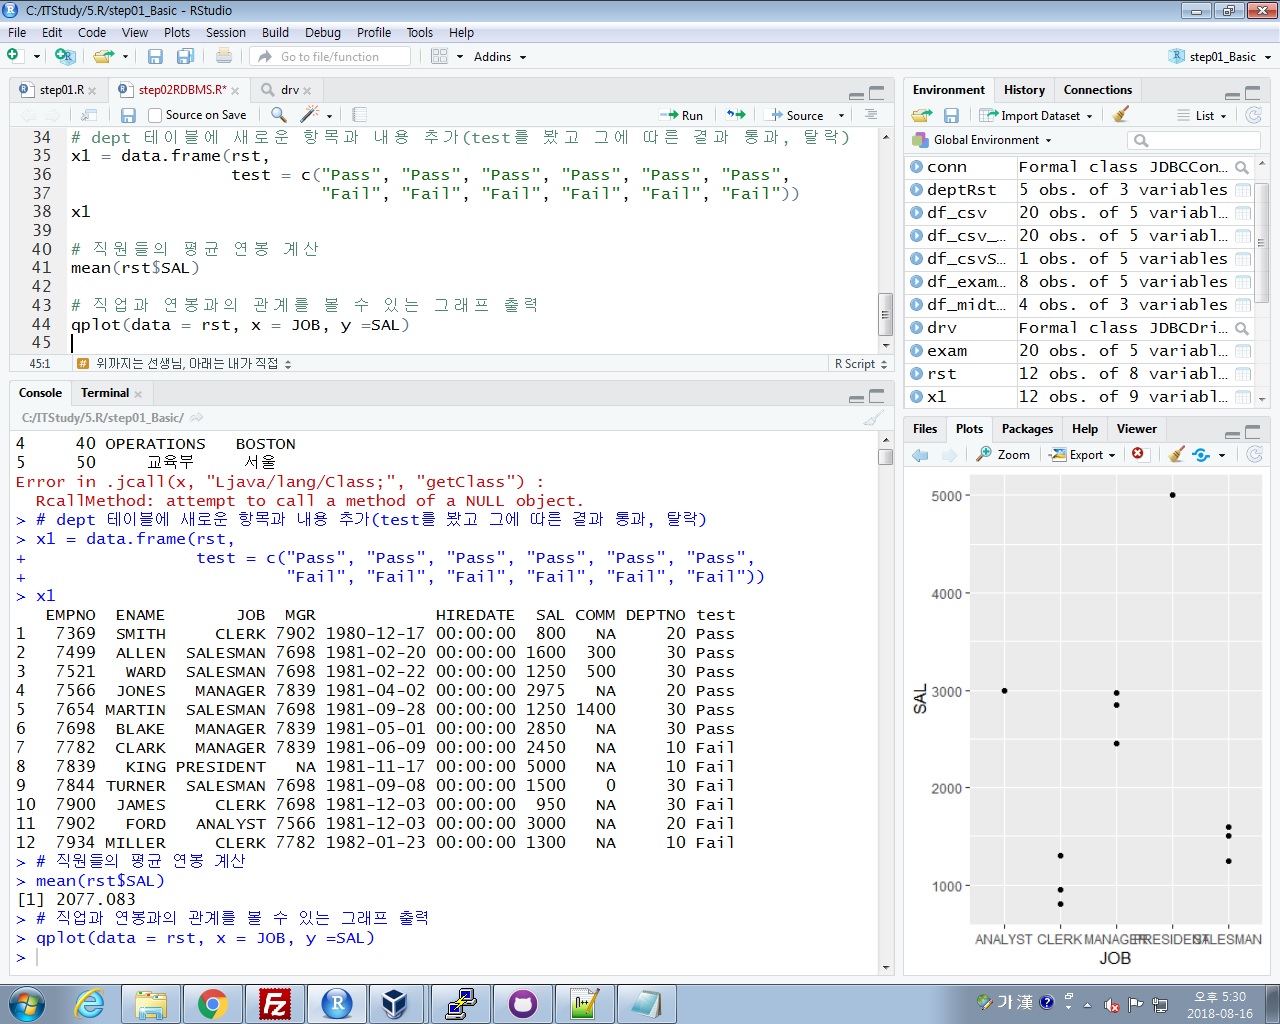 C:/ITStudy/5.R/step01_Basic - RStudio
File Edit Code View Plots Session Build Debug Profile Tools Help
Go to file/function Addins step01_Basic
step01.R step02RDBMS.R* drv
Source on Save Run Source
34 # dept 테이블에 새로운 항목과 내용 추가(test를 봤고 그에 따른 결과 통과, 탈락)
35 x1 = data.frame(rst,
36 test = c("Pass", "Pass", "Pass", "Pass", "Pass", "Pass",
37 "Fail", "Fail", "Fail", "Fail", "Fail", "Fail"))
38 x1
39
40 # 직원들의 평균 연봉 계산
41 mean(rst$SAL)
42
43 # 직업과 연봉과의 관계를 볼 수 있는 그래프 출력
44 qplot(data = rst, x = JOB, y =SAL)
45
45:1 # 위까지는 선생님, 아래는 내가 직접 R Script
Console Terminal
C:/ITStudy/5.R/step01_Basic/
4 40 OPERATIONS BOSTON
5 50 교육부 서울
Error in .jcall(x, "Ljava/lang/Class;", "getClass") :
RcallMethod: attempt to call a method of a NULL object.
> # dept 테이블에 새로운 항목과 내용 추가(test를 봤고 그에 따른 결과 통과, 탈락)
> x1 = data.frame(rst,
+ test = c("Pass", "Pass", "Pass", "Pass", "Pass", "Pass",
+ "Fail", "Fail", "Fail", "Fail", "Fail", "Fail"))
> x1
EMPNO ENAME JOB MGR HIREDATE SAL COMM DEPTNO test
1 7369 SMITH CLERK 7902 1980-12-17 00:00:00 800 NA 20 Pass
2 7499 ALLEN SALESMAN 7698 1981-02-20 00:00:00 1600 300 30 Pass
3 7521 WARD SALESMAN 7698 1981-02-22 00:00:00 1250 500 30 Pass
4 7566 JONES MANAGER 7839 1981-04-02 00:00:00 2975 NA 20 Pass
5 7654 MARTIN SALESMAN 7698 1981-09-28 00:00:00 1250 1400 30 Pass
6 7698 BLAKE MANAGER 7839 1981-05-01 00:00:00 2850 NA 30 Pass
7 7782 CLARK MANAGER 7839 1981-06-09 00:00:00 2450 NA 10 Fail
8 7839 KING PRESIDENT NA 1981-11-17 00:00:00 5000 NA 10 Fail
9 7844 TURNER SALESMAN 7698 1981-09-08 00:00:00 1500 0 30 Fail
10 7900 JAMES CLERK 7698 1981-12-03 00:00:00 950 NA 30 Fail
11 7902 FORD ANALYST 7566 1981-12-03 00:00:00 3000 NA 20 Fail
12 7934 MILLER CLERK 7782 1982-01-23 00:00:00 1300 NA 10 Fail
> # 직원들의 평균 연봉 계산
> mean(rst$SAL)
[1] 2077.083
> # 직업과 연봉과의 관계를 볼 수 있는 그래프 출력
> qplot(data = rst, x = JOB, y =SAL)
>
Environment History Connections
Import Dataset List
Global Environment
conn Formal class JDBCCon...
deptRst 5 obs. of 3 variables
df_csv 20 obs. of 5 variabl...
df_csv_... 20 obs. of 5 variabl...
df_csvS... 1 obs. of 5 variables
df_exam... 8 obs. of 5 variables
df_midt... 4 obs. of 3 variables
drv Formal class JDBCDri...
exam 20 obs. of 5 variabl...
rst 12 obs. of 8 variabl...
x1 12 obs. of 9 variabl...
Files Plots Packages Help Viewer
Zoom Export
5000
4000
3000
2000
1000
SAL
ANALYST CLERK MANAGER PRESIDENT SALESMAN
JOB
가 漢
오후 5:30
2018-08-16